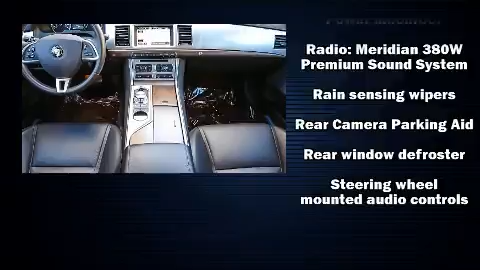 Radio: Meridian 380W
Premium Sound System
Rain sensing wipers
Rear Camera Parking Aid
Rear window defroster
Steering wheel
mounted audio controls